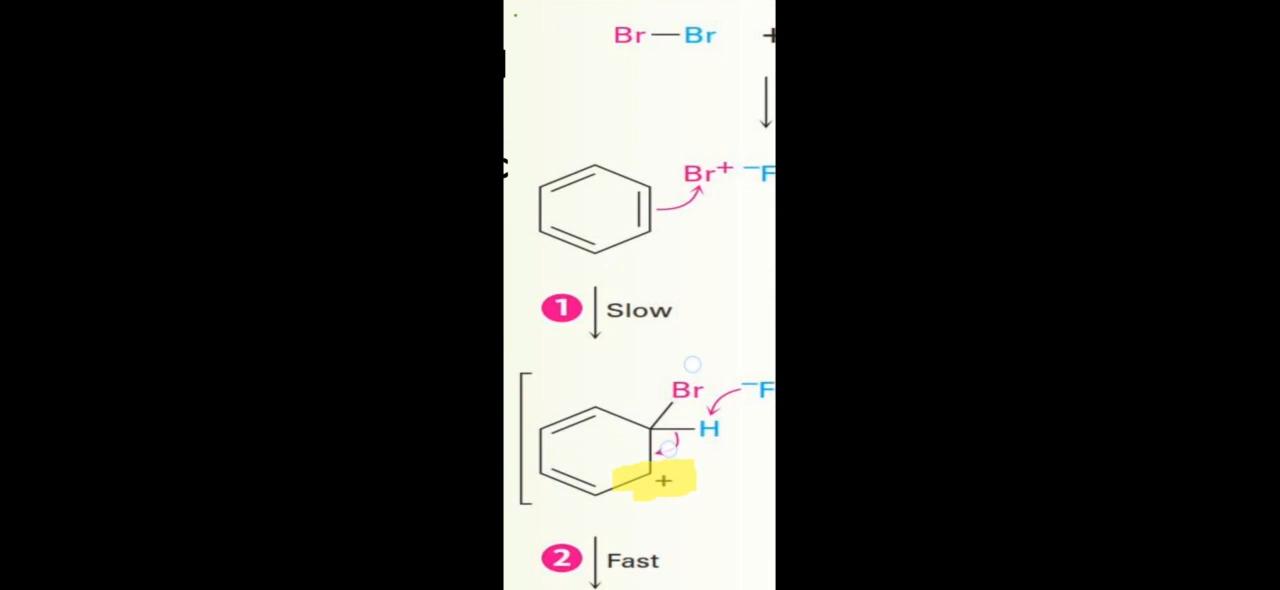 Br—Br +
Br+ −F
1 Slow
Br −F
H
+
2 Fast